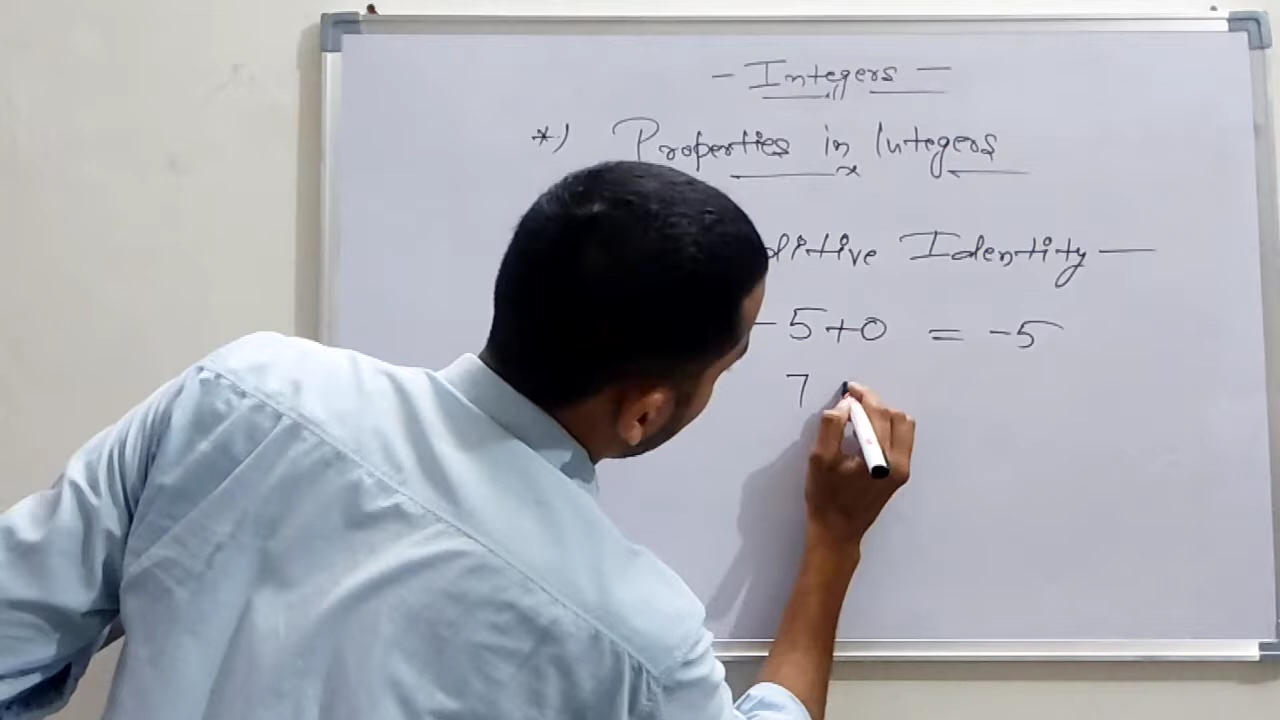 - Integers -
*) Properties in Integers
ditive Identity -
-5+0 = -5
7